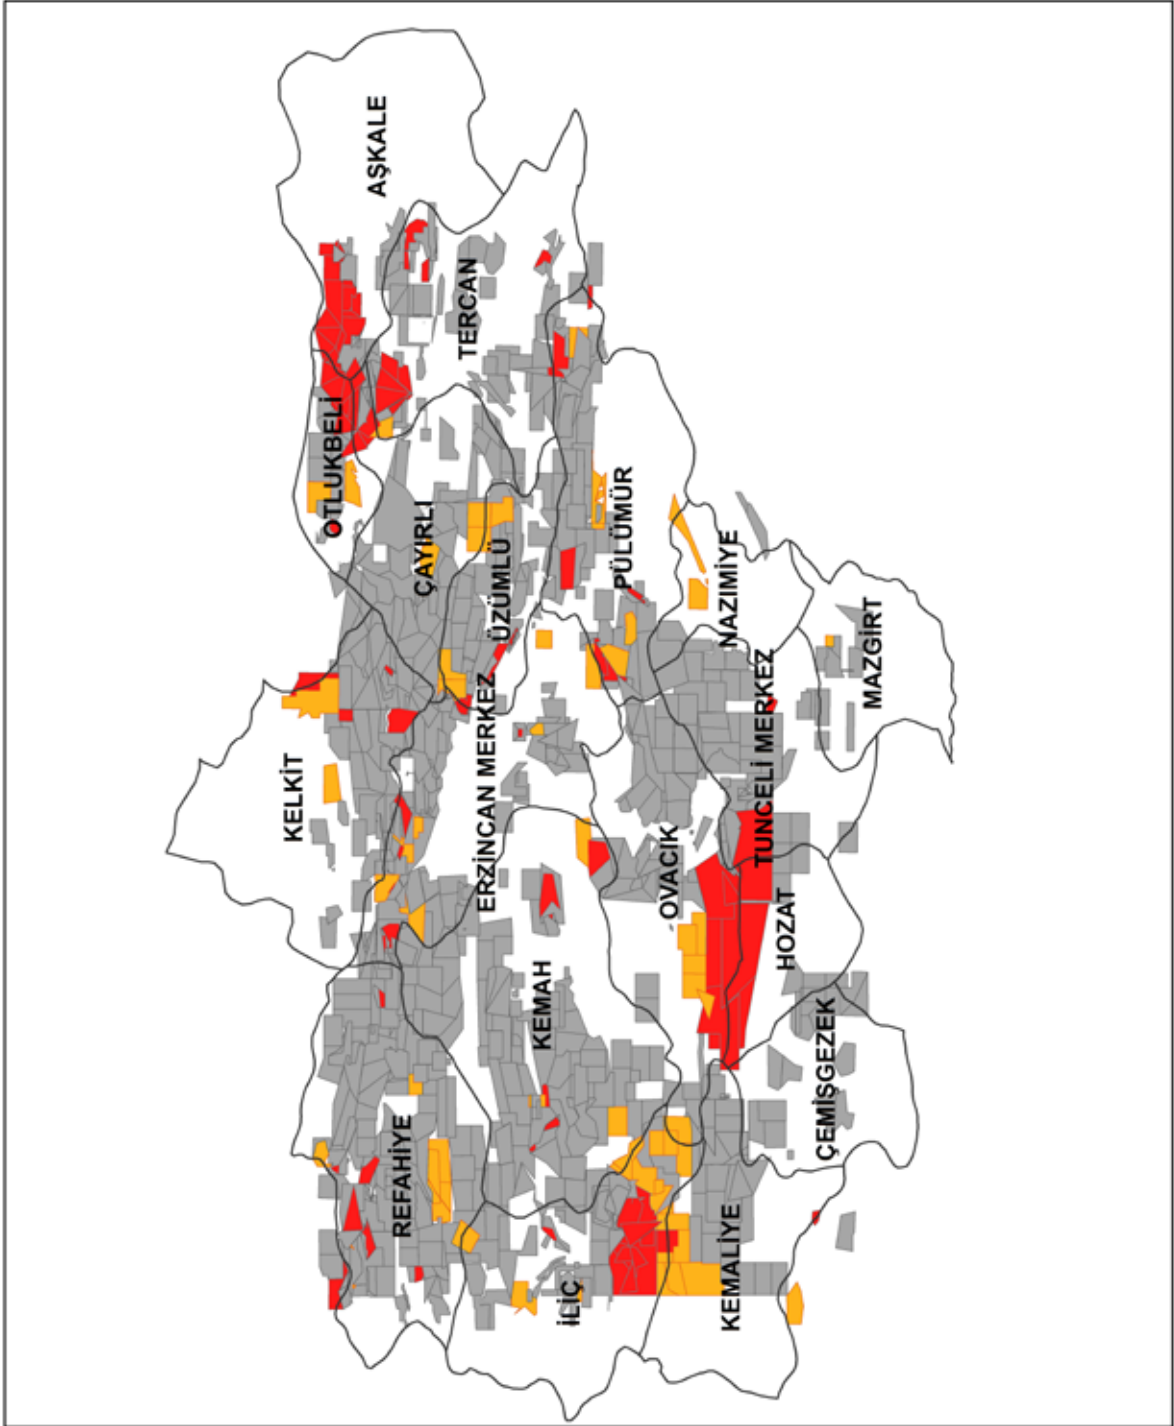 AŞKALE
TERCAN
OTLUKBELİ
ÇAYIRLI
ÜZÜMLÜ
PÜLÜMÜR
NAZIMİYE
MAZGİRT
KELKİT
ERZİNCAN MERKEZ
TUNCELİ MERKEZ
OVACIK
HOZAT
KEMAH
ÇEMİŞGEZEK
REFAHİYE
İLİÇ
KEMALİYE